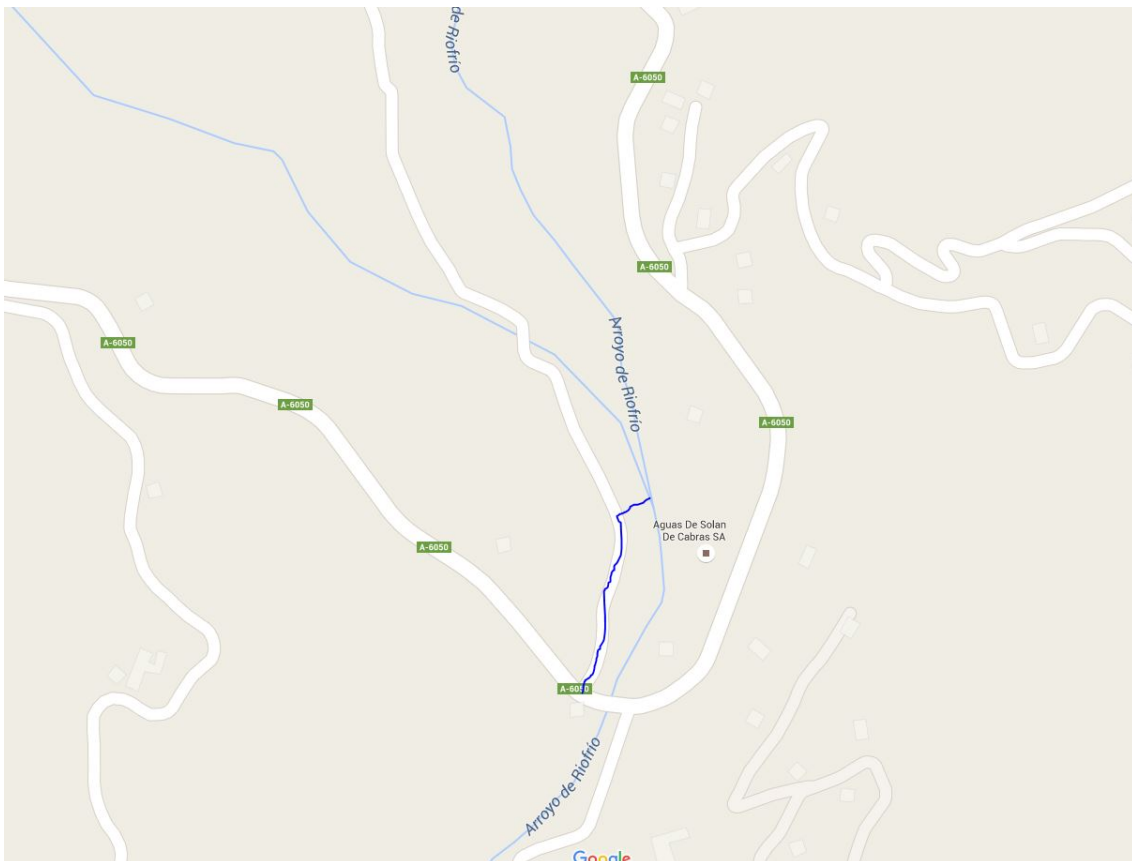 de Riofrío
A-6050
A-6050
Arroyo de Riofrío
A-6050
A-6050
A-6050
Aguas De Solan
De Cabras SA
A-6050
A-6050
Arroyo de Riofrío
Google